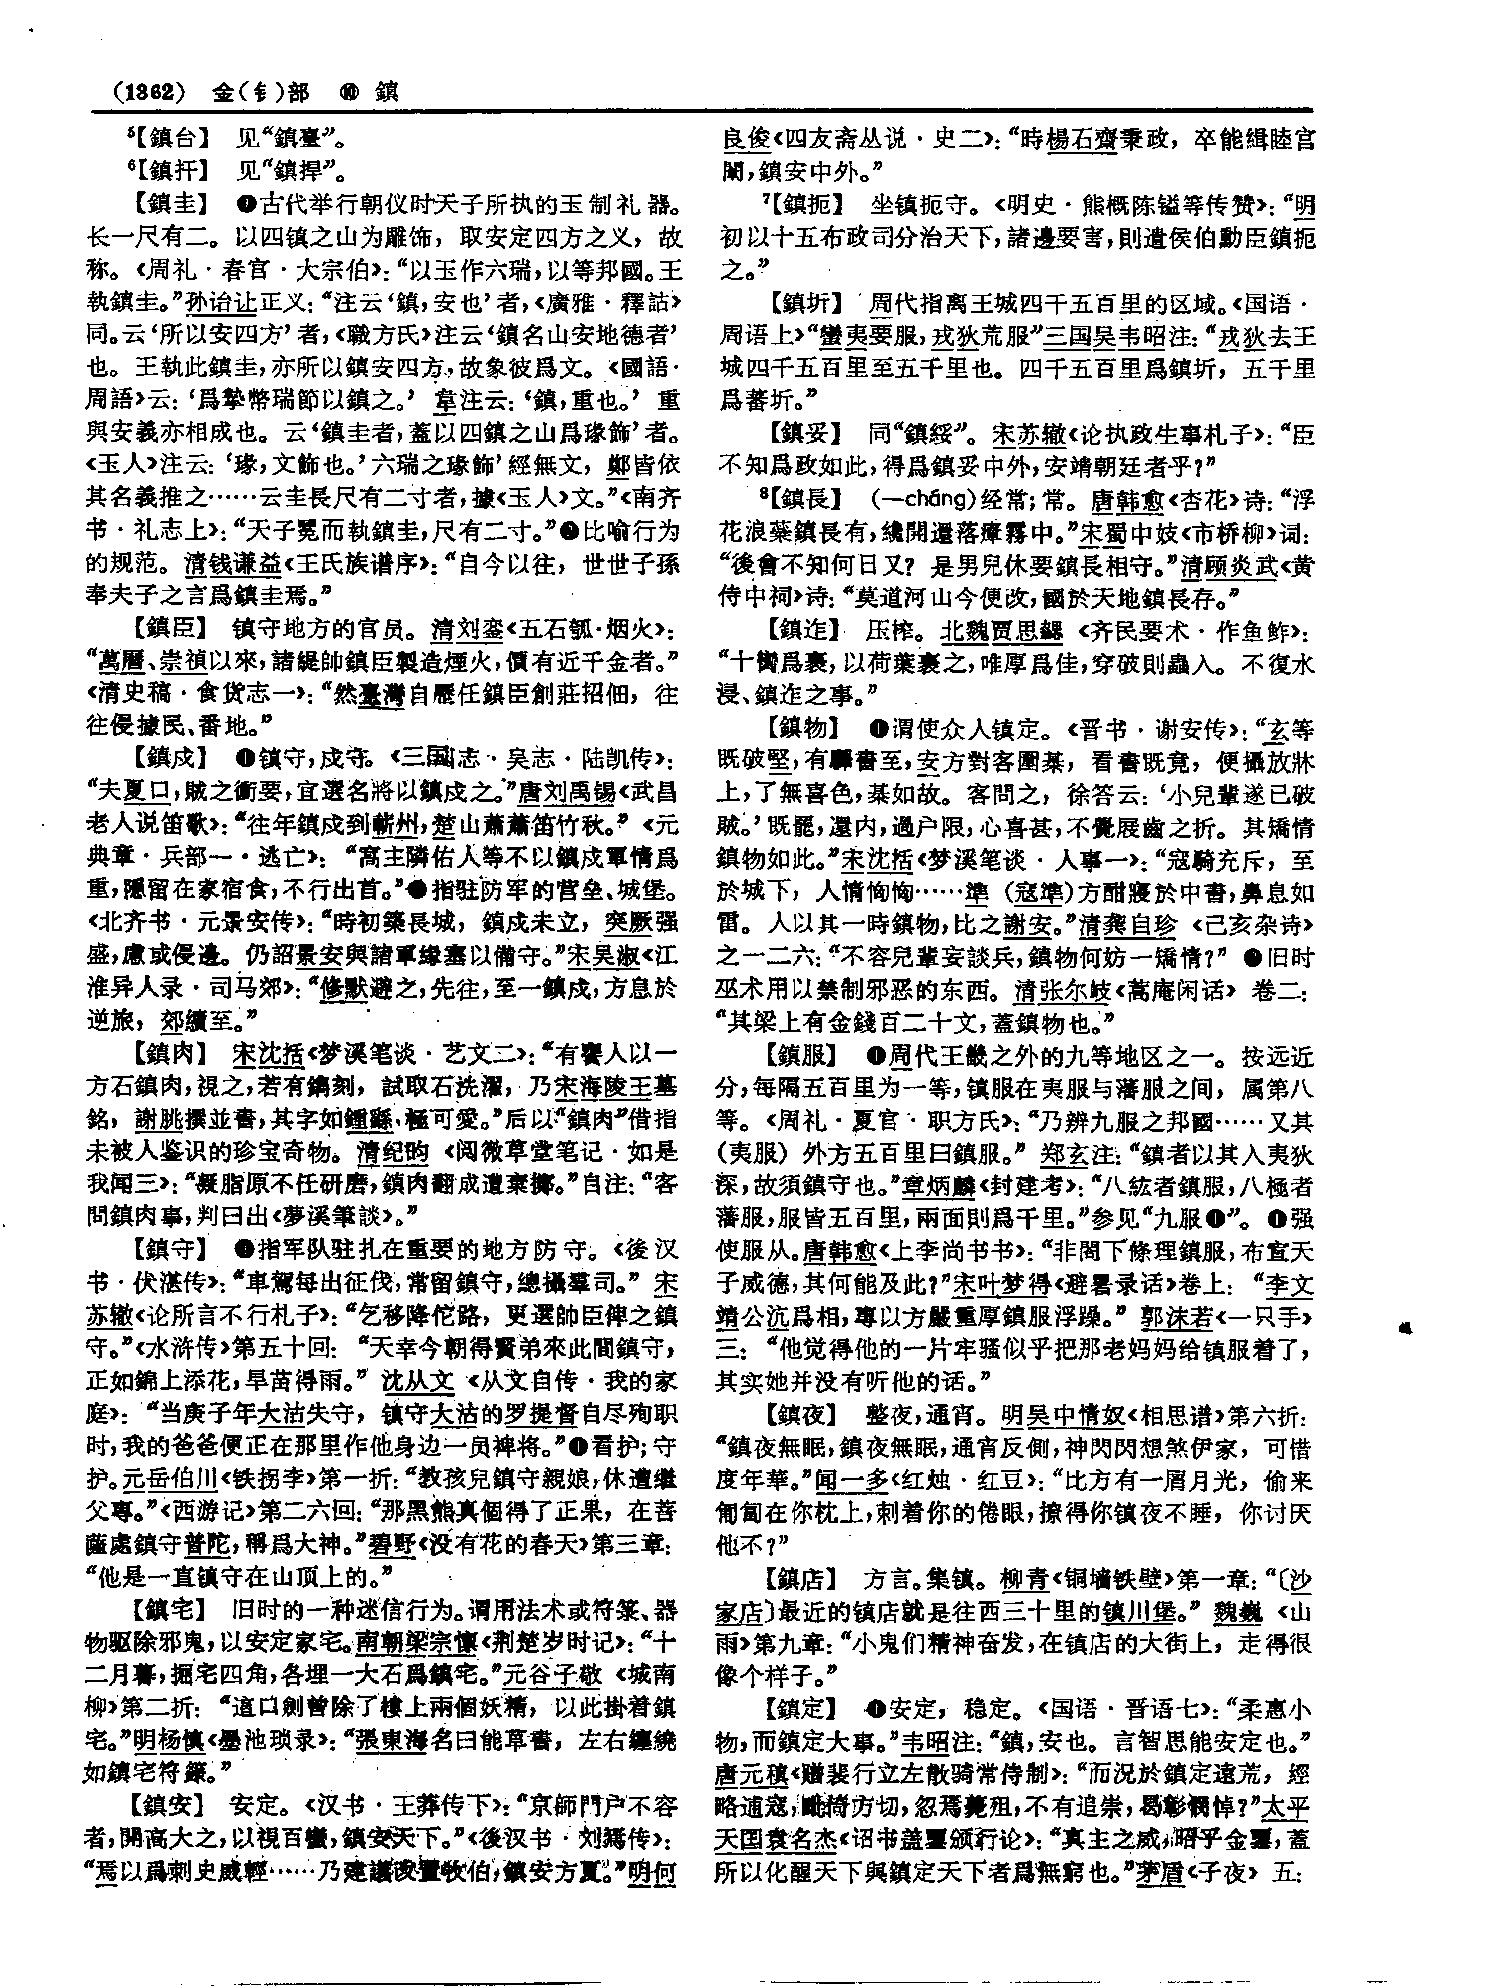 (1362) 金(钅)部 ⑩ 鎮
⁵【鎮台】 见“鎮臺”。
⁶【鎮扞】 见“鎮捍”。
【鎮圭】 ❶古代举行朝仪时天子所执的玉制礼器。
长一尺有二。以四镇之山为雕饰，取安定四方之义，故
称。《周礼·春官·大宗伯》：“以玉作六瑞，以等邦國。王
執鎮圭。”孙诒让正义：“注云‘鎮，安也’者，《廣雅·釋詁》
同。云‘所以安四方’者，《職方氏》注云‘鎮名山安地德者’
也。王執此鎮圭，亦所以鎮安四方，故象彼爲文。《國語·
周語》云：‘爲摯幣瑞節以鎮之。’韋注云：‘鎮，重也。’重
與安義亦相成也。云‘鎮圭者，蓋以四鎮之山爲瑑飾’者。
《玉人》注云：‘瑑，文飾也。’六瑞之瑑飾’經無文，鄭皆依
其名義推之……云圭長尺有二寸者，據《玉人》文。”《南齐
书·礼志上》：“天子冕而執鎮圭，尺有二寸。”❷比喻行为
的规范。清钱谦益《王氏族谱序》：“自今以往，世世子孫
奉夫子之言爲鎮圭焉。”
【鎮臣】 镇守地方的官员。清刘銮《五石瓠·烟火》：
“萬曆、崇禎以來，諸緹帥鎮臣製造煙火，價有近千金者。”
《清史稿·食货志一》：“然臺灣自歷任鎮臣創莊招佃，往
往侵據民、番地。”
【鎮戍】 ❶镇守，戍守。《三国志·吴志·陆凯传》：
“夫夏口，賊之衝要，宜選名將以鎮戍之。”唐刘禹锡《武昌
老人说笛歌》：“往年鎮戍到蘄州，楚山蕭蕭笛竹秋。”《元
典章·兵部一·逃亡》：“窩主隣佑人等不以鎮戍軍情爲
重，隱留在家宿食，不行出首。”❷指驻防军的营垒、城堡。
《北齐书·元景安传》：“時初築長城，鎮戍未立，突厥强
盛，慮或侵邊。仍詔景安與諸軍緣塞以備守。”宋吴淑《江
淮异人录·司马郊》：“修默避之，先往，至一鎮戍，方息於
逆旅，郊續至。”
【鎮肉】 宋沈括《梦溪笔谈·艺文二》：“有饔人以一
方石鎮肉，視之，若有鐫刻，試取石洗濯，乃宋海陵王墓
銘，謝朓撰並書，其字如鍾繇，極可愛。”后以“鎮肉”借指
未被人鉴识的珍宝奇物。清纪昀《阅微草堂笔记·如是
我闻三》：“凝脂原不任研磨，鎮肉翻成遭棄擲。”自注：“客
問鎮肉事，判曰出《夢溪筆談》。”
【鎮守】 ❶指军队驻扎在重要的地方防守。《後汉
书·伏湛传》：“車駕每出征伐，常留鎮守，總攝羣司。”宋
苏辙《论所言不行札子》：“乞移降佗路，更選帥臣俾之鎮
守。”《水浒传》第五十回：“天幸今朝得賢弟來此間鎮守，
正如錦上添花，旱苗得雨。”沈从文《从文自传·我的家
庭》：“当庚子年大沽失守，镇守大沽的罗提督自尽殉职
时，我的爸爸便正在那里作他身边一员裨将。”❷看护；守
护。元岳伯川《铁拐李》第一折：“教孩兒鎮守親娘，休遭繼
父專。”《西游记》第二六回：“那黑熊真個得了正果，在菩
薩處鎮守普陀，稱爲大神。”碧野《没有花的春天》第三章：
“他是一直镇守在山顶上的。”
【鎮宅】 旧时的一种迷信行为。谓用法术或符箓、器
物驱除邪鬼，以安定家宅。南朝梁宗懔《荆楚岁时记》：“十
二月暮，掘宅四角，各埋一大石爲鎮宅。”元谷子敬《城南
柳》第二折：“這口劍曾除了樓上兩個妖精，以此掛着鎮
宅。”明杨慎《墨池琐录》：“張東海名曰能草書，左右纏繞
如鎮宅符籙。”
【鎮安】 安定。《汉书·王莽传下》：“京師門户不容
者，開高大之，以視百蠻，鎮安天下。”《後汉书·刘焉传》：
“焉以爲刺史威輕……乃建議改置牧伯，鎮安方夏。”明何
良俊《四友斋丛说·史二》：“時楊石齋秉政，卒能緝睦宫
闈，鎮安中外。”
⁷【鎮扼】 坐镇扼守。《明史·熊概陈镒等传赞》：“明
初以十五布政司分治天下，諸邊要害，則遣侯伯勳臣鎮扼
之。”
【鎮圻】 周代指离王城四千五百里的区域。《国语·
周语上》“蠻夷要服，戎狄荒服”三国吴韦昭注：“戎狄去王
城四千五百里至五千里也。四千五百里爲鎮圻，五千里
爲蕃圻。”
【鎮妥】 同“鎮綏”。宋苏辙《论执政生事札子》：“臣
不知爲政如此，得爲鎮妥中外，安靖朝廷者乎？”
⁸【鎮長】 (—cháng)经常；常。唐韩愈《杏花》诗：“浮
花浪蘂鎮長有，纔開還落瘴霧中。”宋蜀中妓《市桥柳》词：
“後會不知何日又？是男兒休要鎮長相守。”清顾炎武《黄
侍中祠》诗：“莫道河山今便改，國於天地鎮長存。”
【鎮迮】 压榨。北魏贾思勰《齐民要术·作鱼鲊》：
“十臠爲裹，以荷葉裹之，唯厚爲佳，穿破則蟲入。不復水
浸、鎮迮之事。”
【鎮物】 ❶谓使众人镇定。《晋书·谢安传》：“玄等
既破堅，有驛書至，安方對客圍棊，看書既竟，便攝放牀
上，了無喜色，棊如故。客問之，徐答云：‘小兒輩遂已破
賊。’既罷，還内，過户限，心喜甚，不覺屐齒之折。其矯情
鎮物如此。”宋沈括《梦溪笔谈·人事一》：“寇騎充斥，至
於城下，人情恟恟……準（寇準）方酣寢於中書，鼻息如
雷。人以其一時鎮物，比之謝安。”清龚自珍《己亥杂诗》
之一二六：“不容兒輩妄談兵，鎮物何妨一矯情？”❷旧时
巫术用以禁制邪恶的东西。清张尔岐《蒿庵闲话》卷二：
“其梁上有金錢百二十文，蓋鎮物也。”
【鎮服】 ❶周代王畿之外的九等地区之一。按远近
分，每隔五百里为一等，镇服在夷服与藩服之间，属第八
等。《周礼·夏官·职方氏》：“乃辨九服之邦國……又其
（夷服）外方五百里曰鎮服。”郑玄注：“鎮者以其入夷狄
深，故須鎮守也。”章炳麟《封建考》：“八紘者鎮服，八極者
藩服，服皆五百里，兩面則爲千里。”参见“九服❶”。❷强
使服从。唐韩愈《上李尚书书》：“非閤下條理鎮服，布宣天
子威德，其何能及此？”宋叶梦得《避暑录话》卷上：“李文
靖公沆爲相，專以方嚴重厚鎮服浮躁。”郭沫若《一只手》
三：“他觉得他的一片牢骚似乎把那老妈妈给镇服着了，
其实她并没有听他的话。”
【鎮夜】 整夜，通宵。明吴中情奴《相思谱》第六折：
“鎮夜無眠，鎮夜無眠，通宵反側，神閃閃想煞伊家，可惜
度年華。”闻一多《红烛·红豆》：“比方有一屑月光，偷来
匍匐在你枕上，刺着你的倦眼，撩得你镇夜不睡，你讨厌
他不？”
【鎮店】 方言。集镇。柳青《铜墙铁壁》第一章：“〔沙
家店〕最近的镇店就是往西三十里的镇川堡。”魏巍《山
雨》第九章：“小鬼们精神奋发，在镇店的大街上，走得很
像个样子。”
【鎮定】 ❶安定，稳定。《国语·晋语七》：“柔惠小
物，而鎮定大事。”韦昭注：“鎮，安也。言智思能安定也。”
唐元稹《赠裴行立左散骑常侍制》：“而況於鎮定遠荒，經
略逋寇，毗倚方切，忽焉薨殂，不有追崇，曷彰憫悼？”太平
天国袁名杰《诏书盖玺颁行论》：“真主之威，昭乎金璽，蓋
所以化醒天下與鎮定天下者爲無窮也。”茅盾《子夜》五：